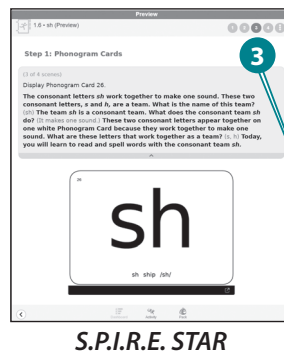 Preview
1.6 • sh (Preview)
3
Step 1: Phonogram Cards
(1 of 4 scenes)
Display Phonogram Card 26.
The consonant letters sh work together to make one sound. These two
consonant letters, s and h, are a team. What is the name of this team?
(sh) The team sh is a consonant team. What does the consonant team sh
do? (It makes one sound.) These two consonant letters appear together on
one white Phonogram Card because they work together to make one
sound. What are these letters that work together as a team? (s, h) Today,
you will learn to read and spell words with the consonant team sh.
26
sh
sh ship /sh/
S.P.I.R.E. STAR